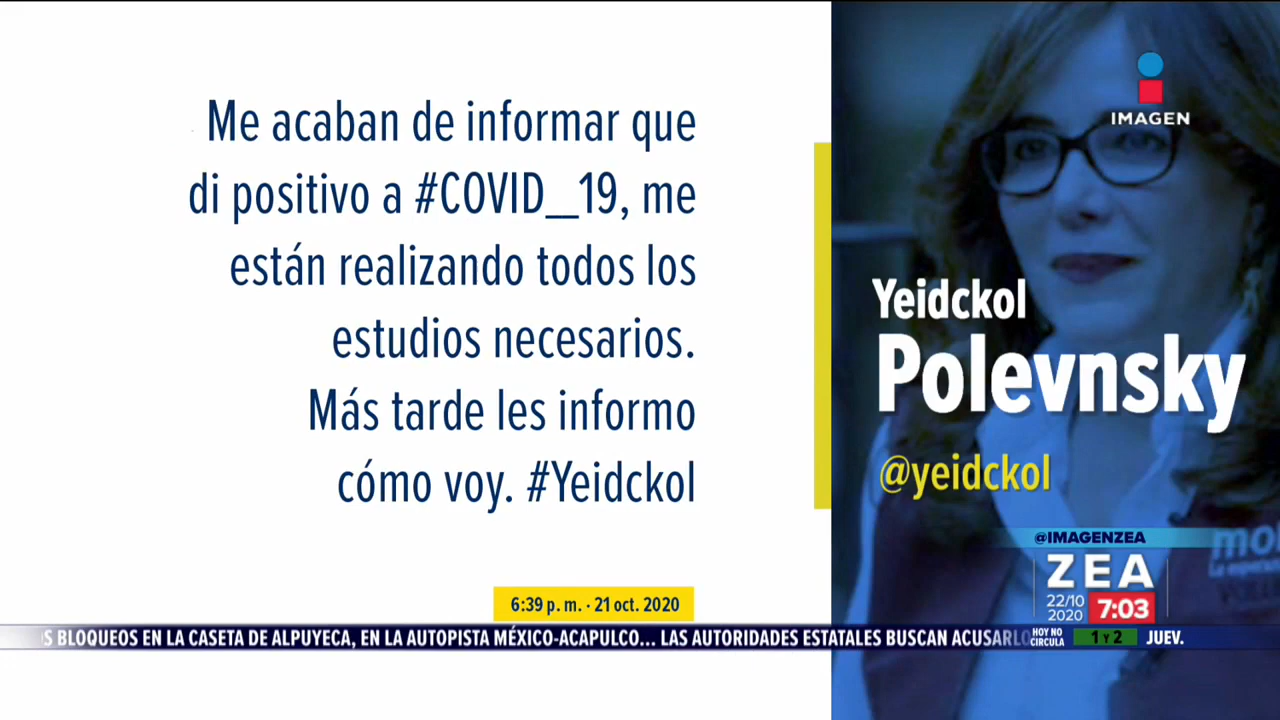 Me acaban de informar que
di positivo a #COVID__19, me
están realizando todos los
estudios necesarios.
Más tarde les informo
cómo voy. #Yeidckol
6:39 p. m. · 21 oct. 2020
IMAGEN
Yeidckol
Polevnsky
@yeidckol
@IMAGENZEA
ZEA
22/10
2020
7:03
BLOQUEOS EN LA CASETA DE ALPUYECA, EN LA AUTOPISTA MÉXICO-ACAPULCO... LAS AUTORIDADES ESTATALES BUSCAN
HOY NO
CIRCULA
1 Y 2
JUEV.